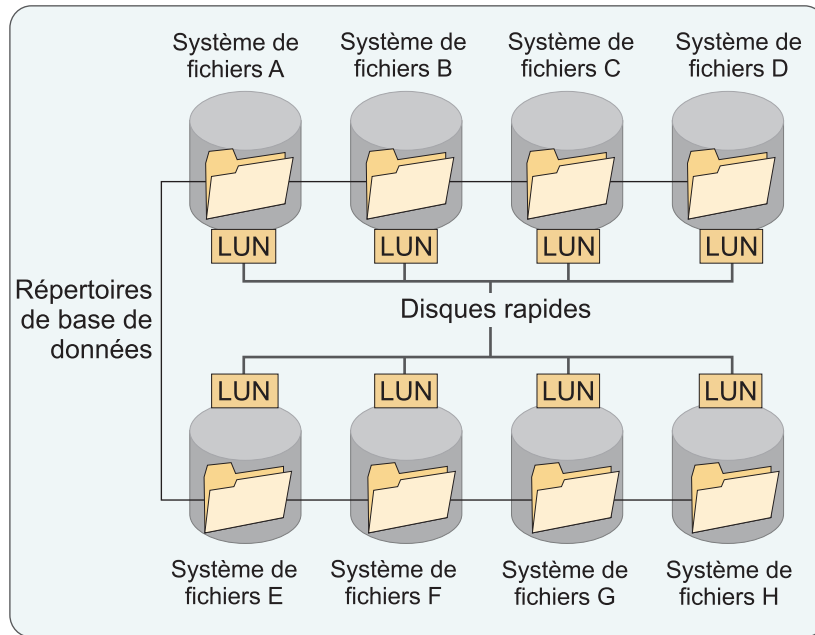 Système de
fichiers A
Système de
fichiers B
Système de
fichiers C
Système de
fichiers D
LUN
LUN
LUN
LUN
Répertoires
de base de
données
Disques rapides
LUN
LUN
LUN
LUN
Système de
fichiers E
Système de
fichiers F
Système de
fichiers G
Système de
fichiers H